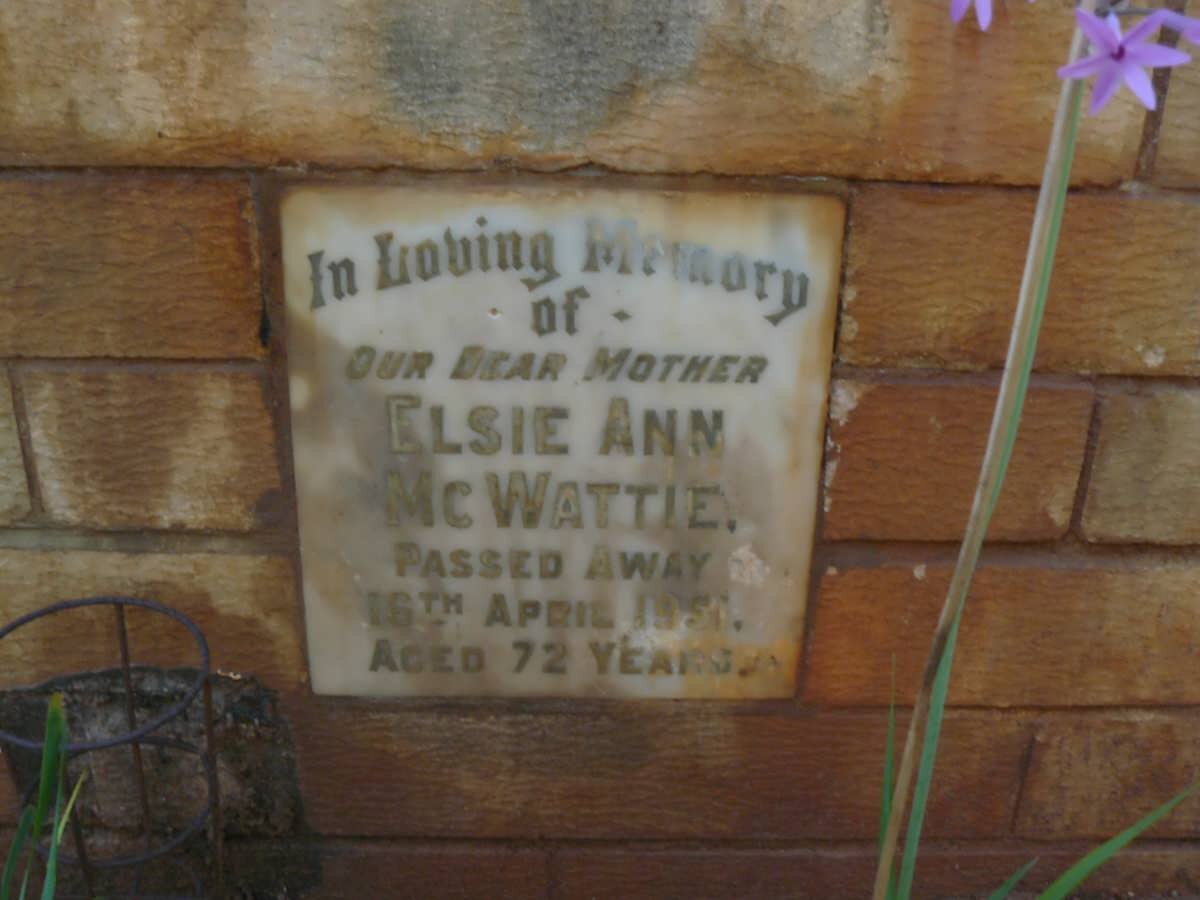 In Loving Memory
· of ·
OUR DEAR MOTHER
ELSIE ANN
MCWATTIE,
PASSED AWAY
16TH APRIL 1951,
AGED 72 YEARS.